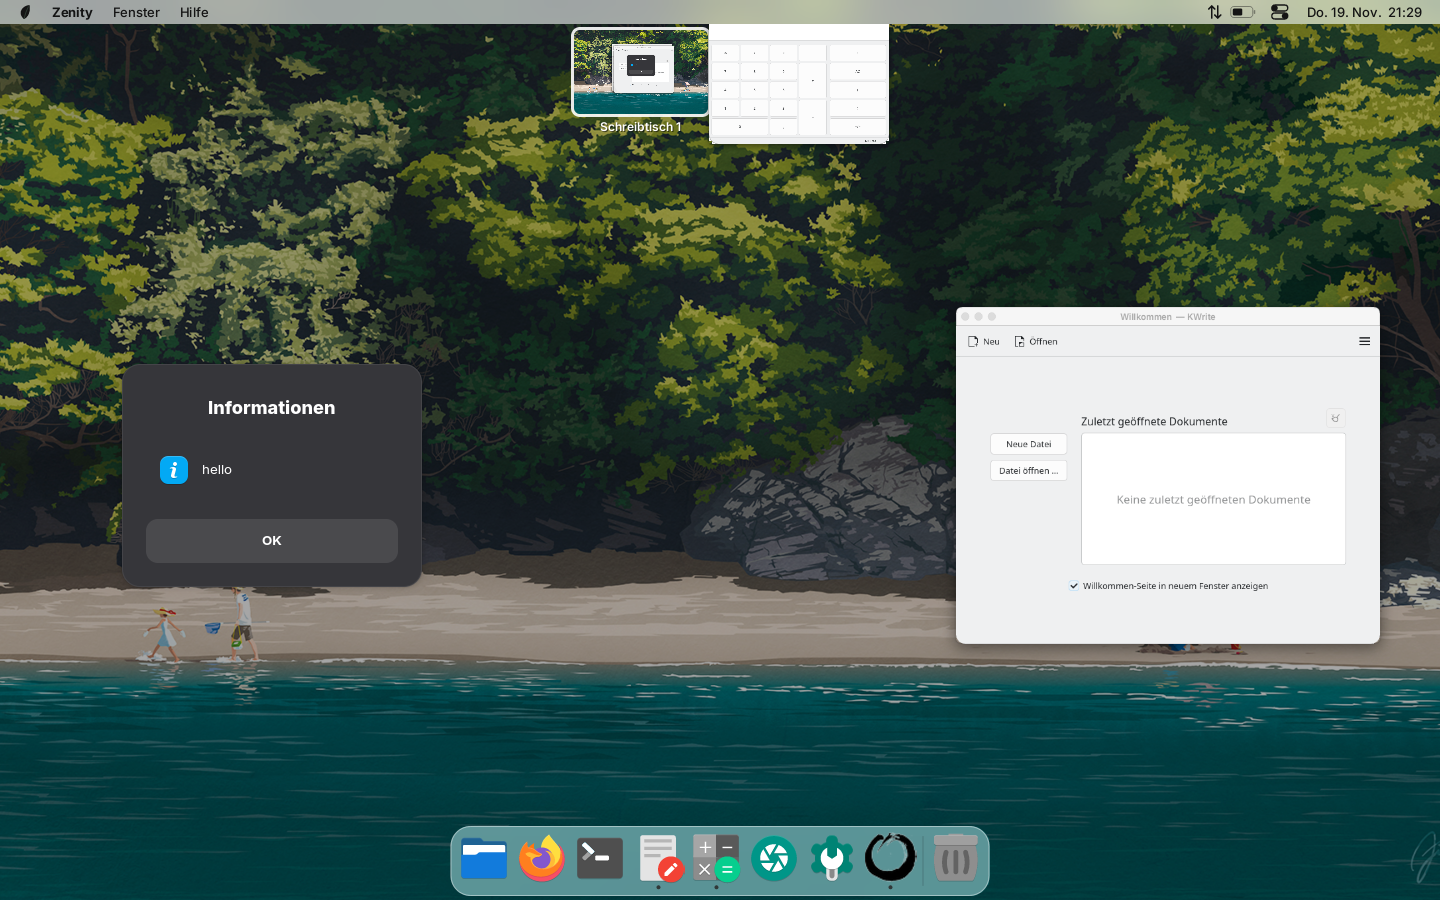 Zenity Fenster Hilfe
Do. 19. Nov. 21:29
Schreibtisch 1
Informationen
hello
OK
Willkommen — KWrite
Neu Öffnen
Zuletzt geöffnete Dokumente
Neue Datei
Datei öffnen ...
Keine zuletzt geöffneten Dokumente
Willkommen-Seite in neuem Fenster anzeigen